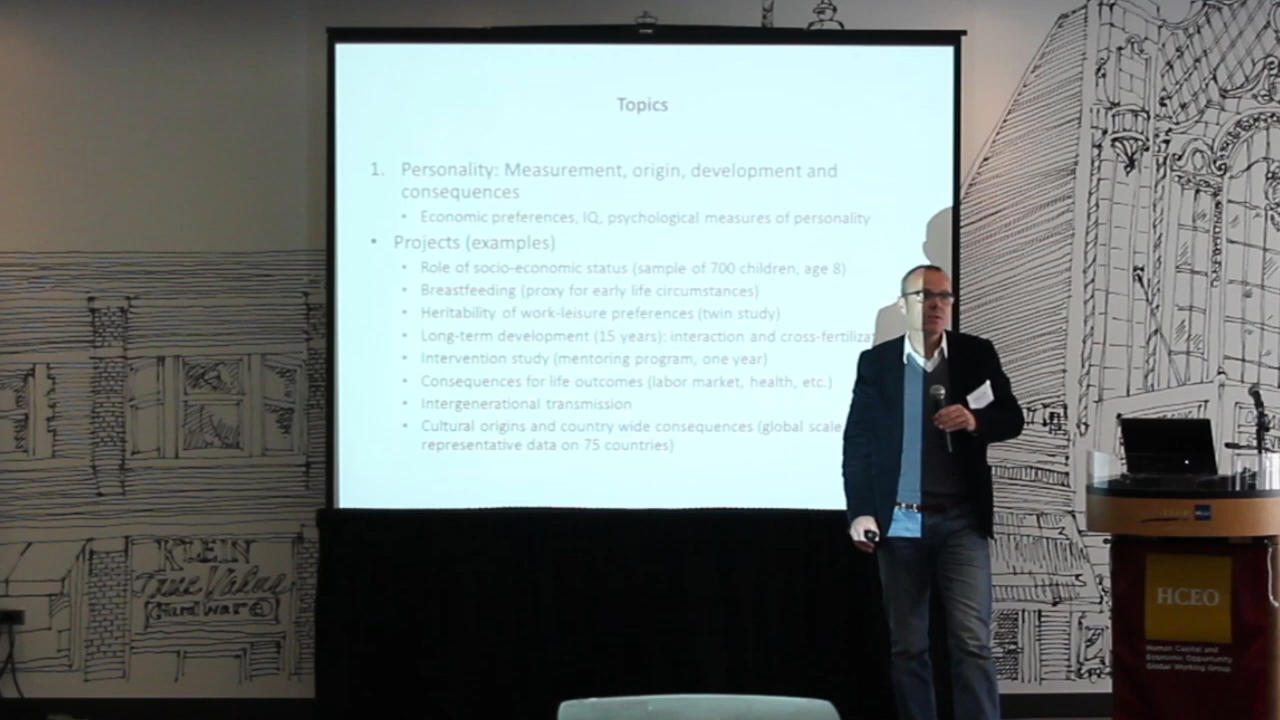 Topics
1. Personality: Measurement, origin, development and
consequences
• Economic preferences, IQ, psychological measures of personality
• Projects (examples)
• Role of socio-economic status (sample of 700 children, age 8)
• Breastfeeding (proxy for early life circumstances)
• Heritability of work-leisure preferences (twin study)
• Long-term development (15 years): interaction and cross-fertilizat
• Intervention study (mentoring program, one year)
• Consequences for life outcomes (labor market, health, etc.)
• Intergenerational transmission
• Cultural origins and country wide consequences (global scale
representative data on 75 countries)
KLEIN
True Value
Hardware
HCEO
Human Capital and
Economic Opportunity
Global Working Group